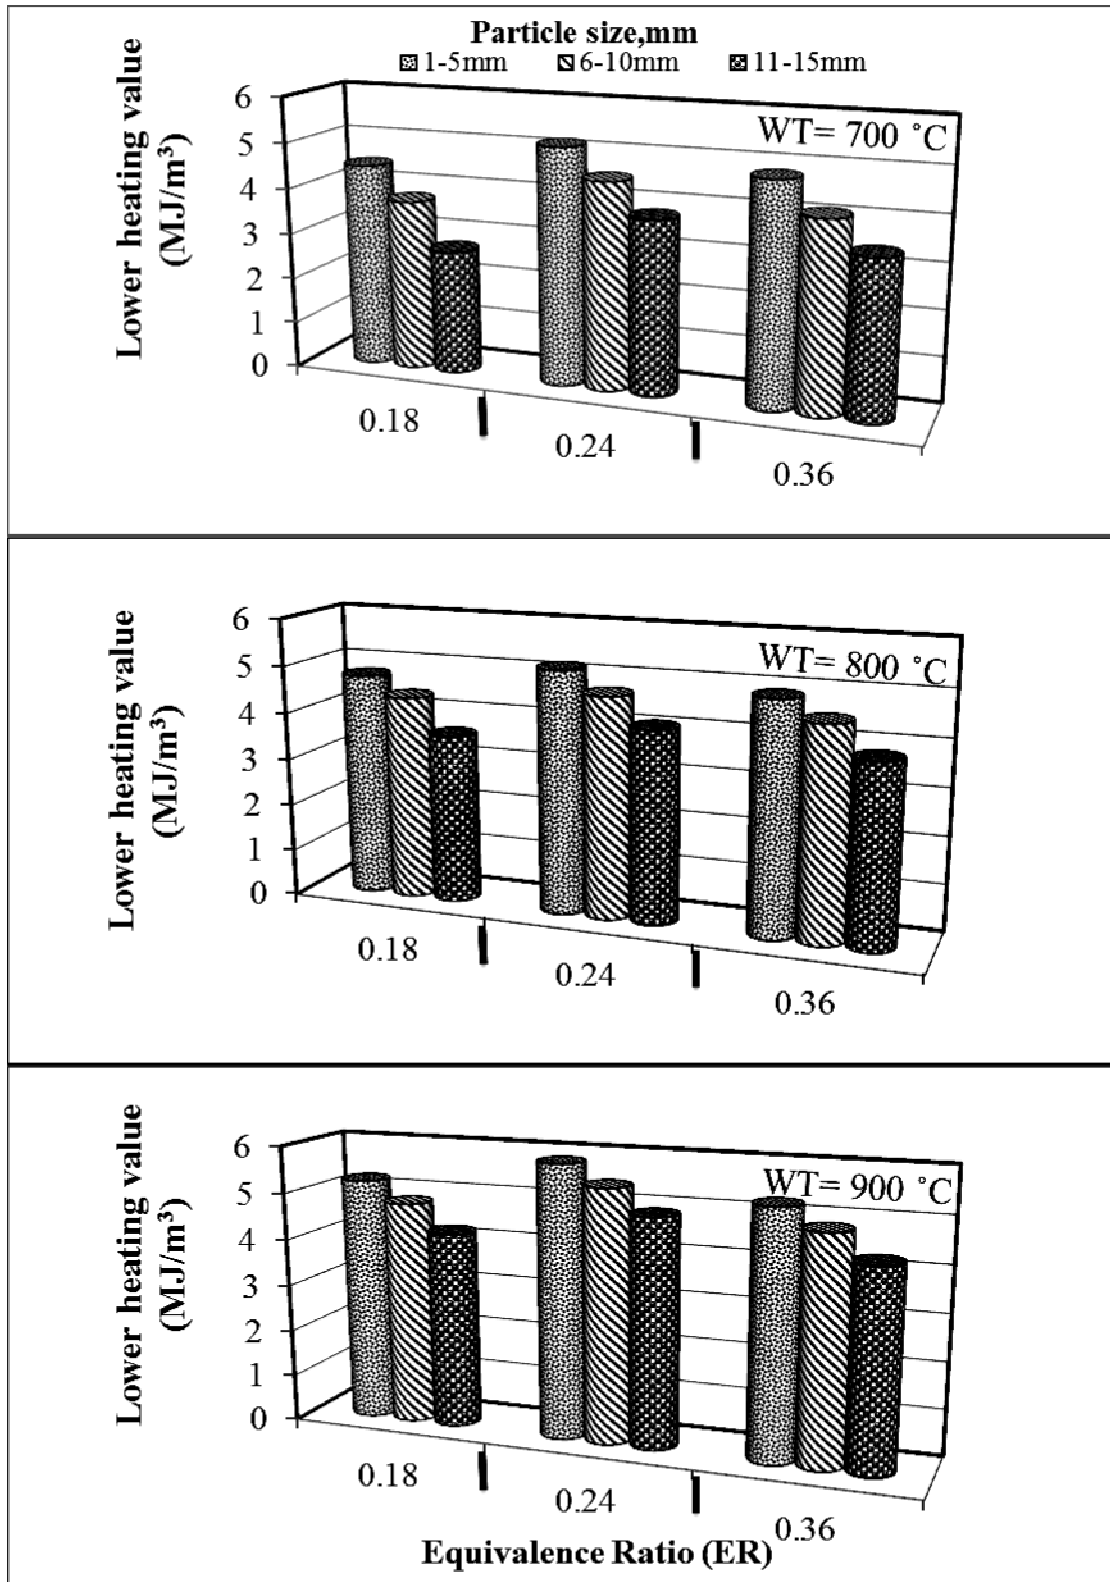 Particle size,mm
1-5mm 6-10mm 11-15mm
Lower heating value
(MJ/m³)
6
5
4
3
2
1
0
WT= 700 ˚C
0.18
0.24
0.36
Lower heating value
(MJ/m³)
6
5
4
3
2
1
0
WT= 800 ˚C
0.18
0.24
0.36
Lower heating value
(MJ/m³)
6
5
4
3
2
1
0
WT= 900 ˚C
0.18
0.24
0.36
Equivalence Ratio (ER)